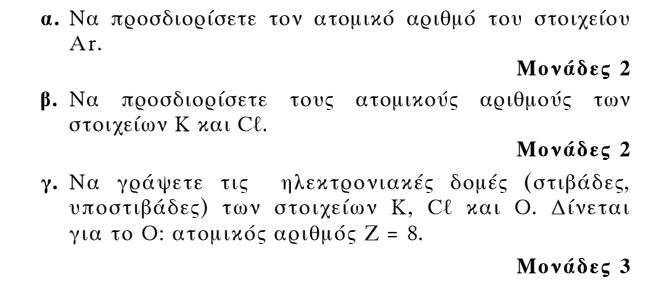 α. Να προσδιορίσετε τον ατομικό αριθμό του στοιχείου
Ar.
Μονάδες 2
β. Να προσδιορίσετε τους ατομικούς αριθμούς των
στοιχείων K και Cℓ.
Μονάδες 2
γ. Να γράψετε τις ηλεκτρονιακές δομές (στιβάδες,
υποστιβάδες) των στοιχείων K, Cℓ και O. Δίνεται
για το O: ατομικός αριθμός Z = 8.
Μονάδες 3